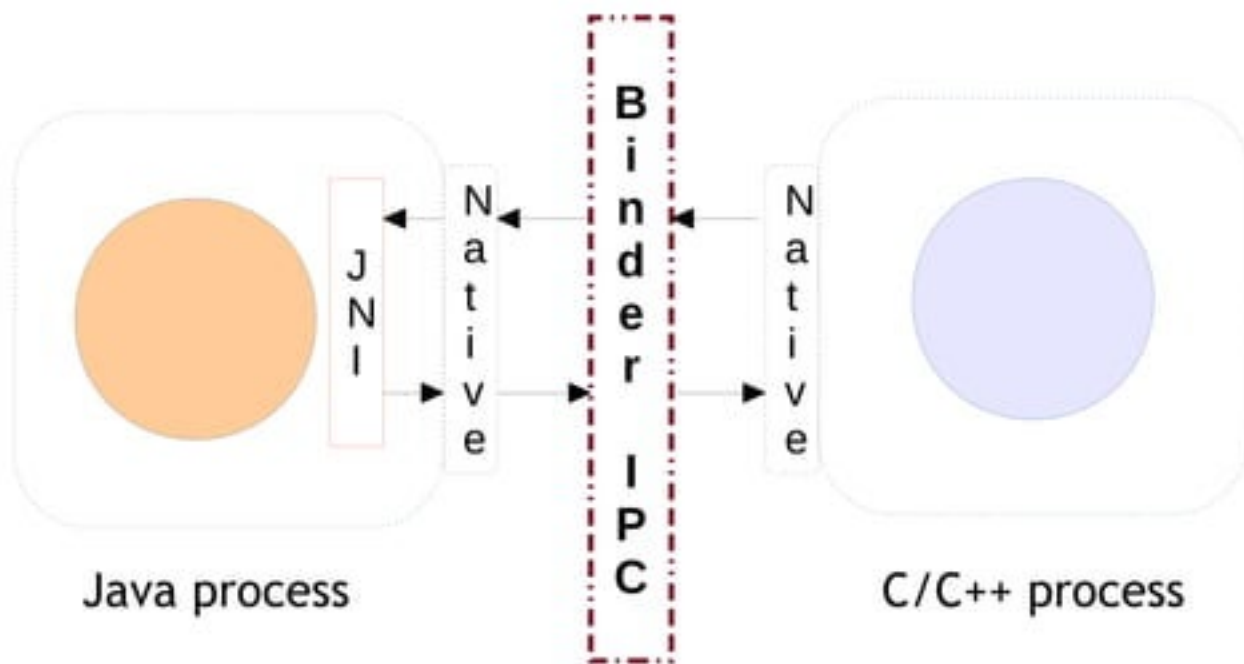 JNI
Native
Binder IPC
Native
Java process
C/C++ process